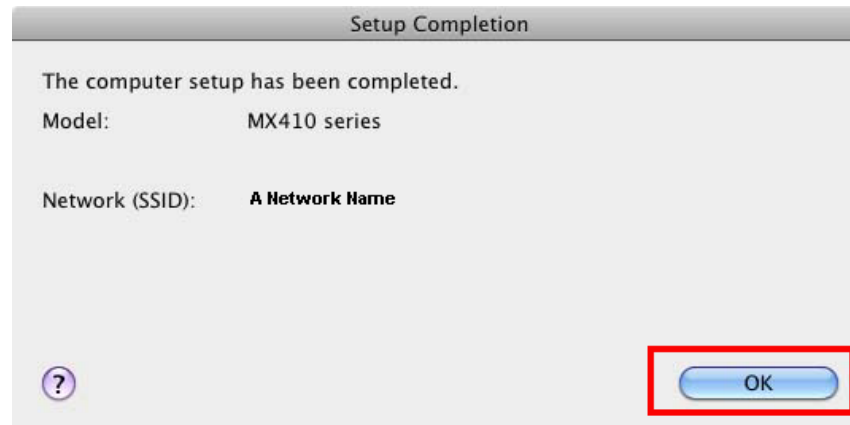 Setup Completion
The computer setup has been completed.
Model: MX410 series
Network (SSID): A Network Name
? OK